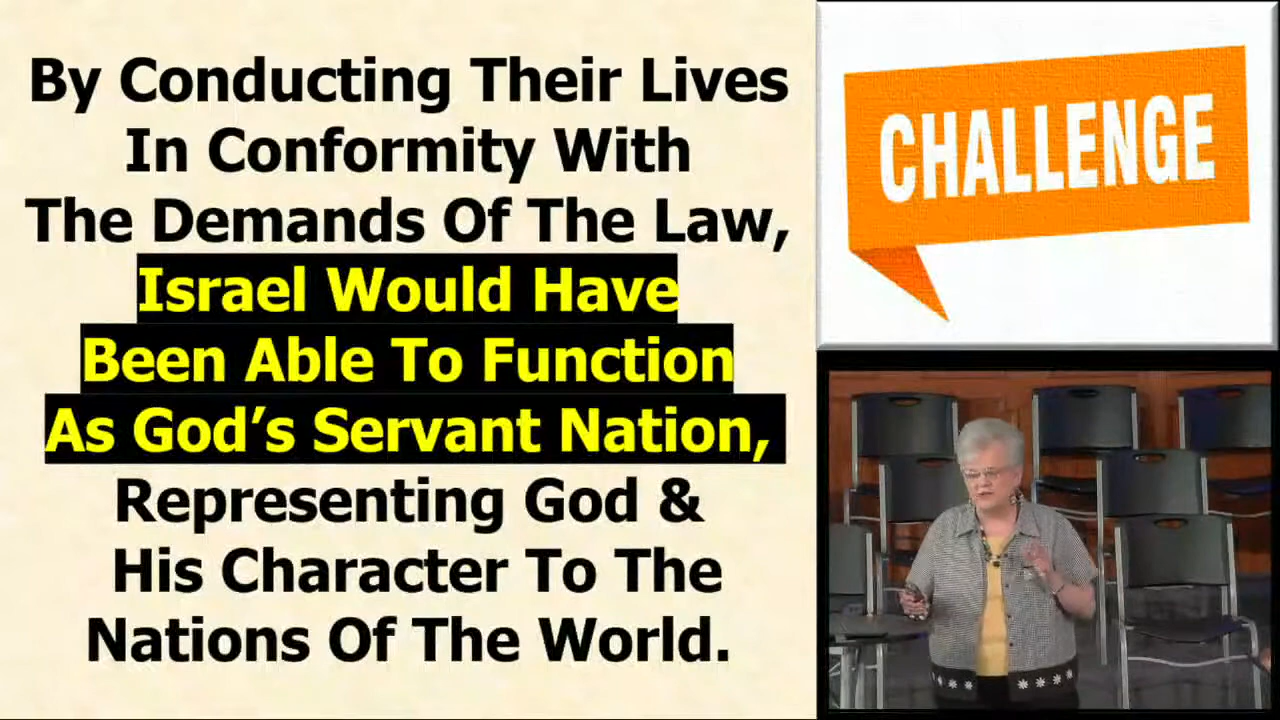 By Conducting Their Lives
In Conformity With
The Demands Of The Law,
Israel Would Have
Been Able To Function
As God's Servant Nation,
Representing God &
His Character To The
Nations Of The World.
CHALLENGE